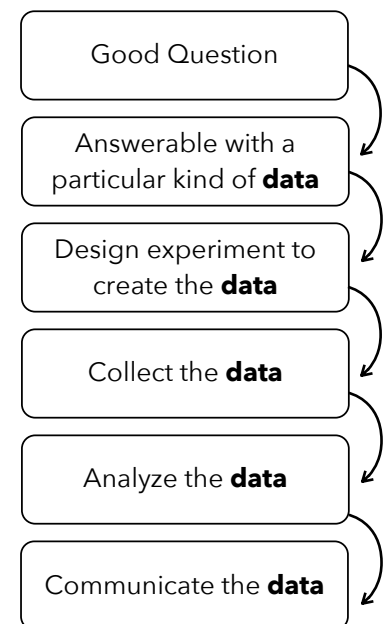 Good Question
Answerable with a
particular kind of data
Design experiment to
create the data
Collect the data
Analyze the data
Communicate the data